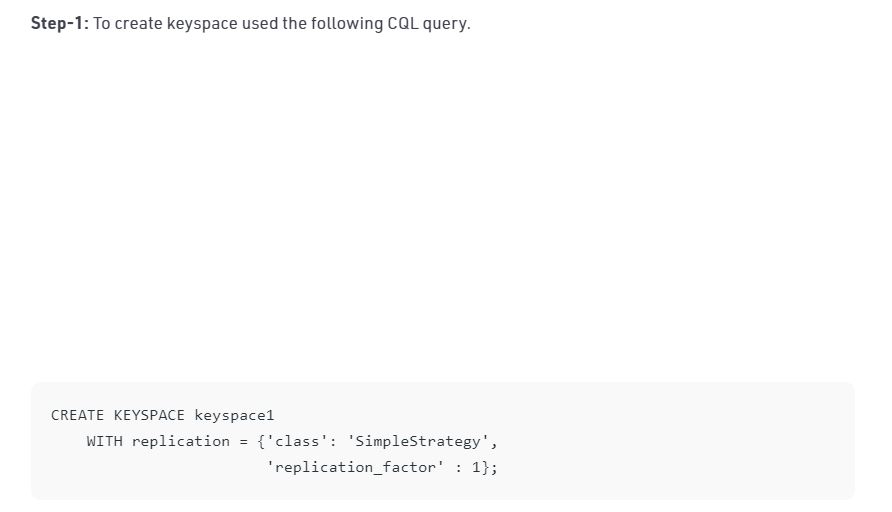 Step-1: To create keyspace used the following CQL query.
CREATE KEYSPACE keyspace1
    WITH replication = {'class': 'SimpleStrategy',
                        'replication_factor' : 1};